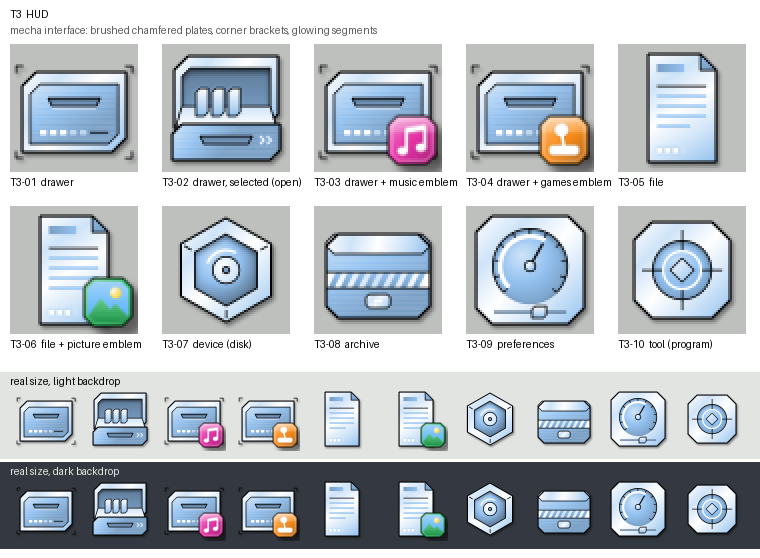 T3 HUD
mecha interface: brushed chamfered plates, corner brackets, glowing segments
T3-01 drawer
T3-02 drawer, selected (open)
T3-03 drawer + music emblem
T3-04 drawer + games emblem
T3-05 file
T3-06 file + picture emblem
T3-07 device (disk)
T3-08 archive
T3-09 preferences
T3-10 tool (program)
real size, light backdrop
real size, dark backdrop